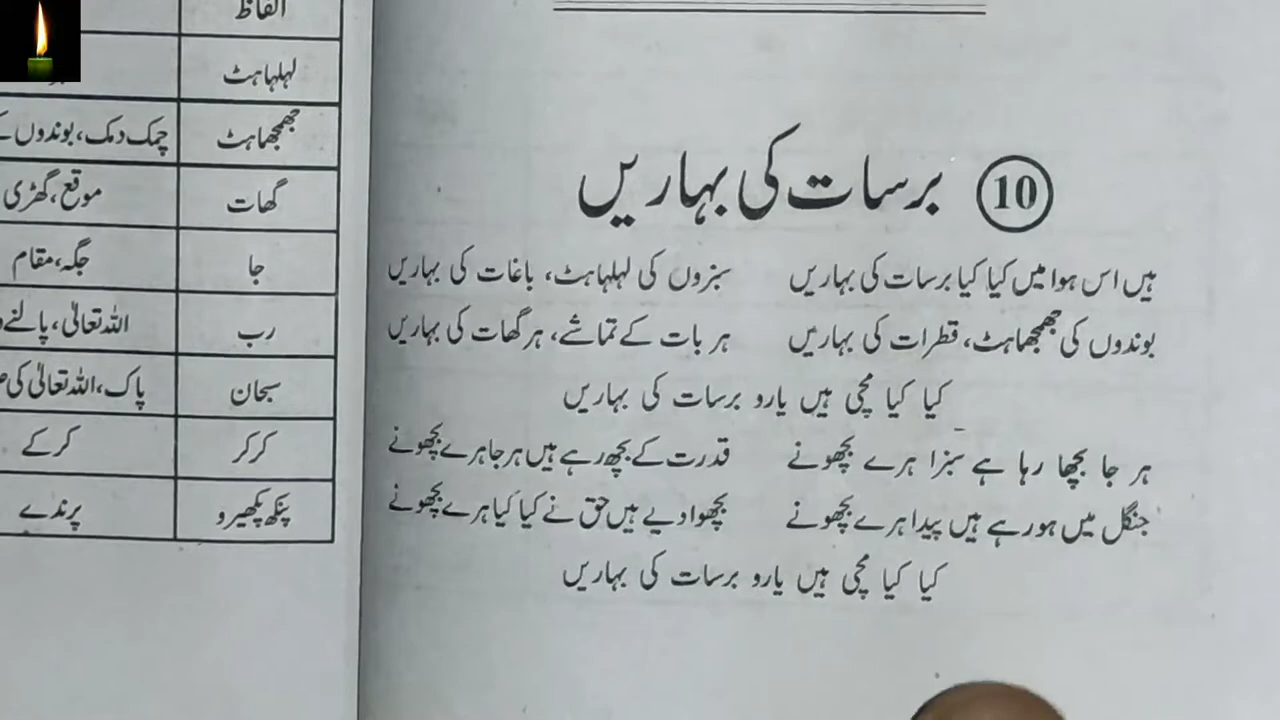 10 برسات کی بہاریں
ہیں اس ہوا میں کیا کیا برسات کی بہاریں سبزوں کی لہلہاہٹ، باغات کی بہاریں
بوندوں کی جھمجھماہٹ، قطرات کی بہاریں ہر بات کے تماشے، ہر گھات کی بہاریں
کیا کیا مچی ہیں یارو برسات کی بہاریں
ہر جا بچھا رہا ہے سبزا ہرے بچھونے قدرت کے بچھ رہے ہیں ہر جا ہرے بچھونے
جنگل میں ہو رہے ہیں پیدا ہرے بچھونے بچھوا دیے ہیں حق نے کیا کیا ہرے بچھونے
کیا کیا مچی ہیں یارو برسات کی بہاریں
الفاظ
لہلہاہٹ
جھمجھماہٹ چمک دمک، بوندوں کے
گھات موقع، گھڑی
جا جگہ، مقام
رب اللہ تعالیٰ، پالنے
سبحان پاک، اللہ تعالیٰ کی
کرکر کر کے
پنکھ پکھیرو پرندے